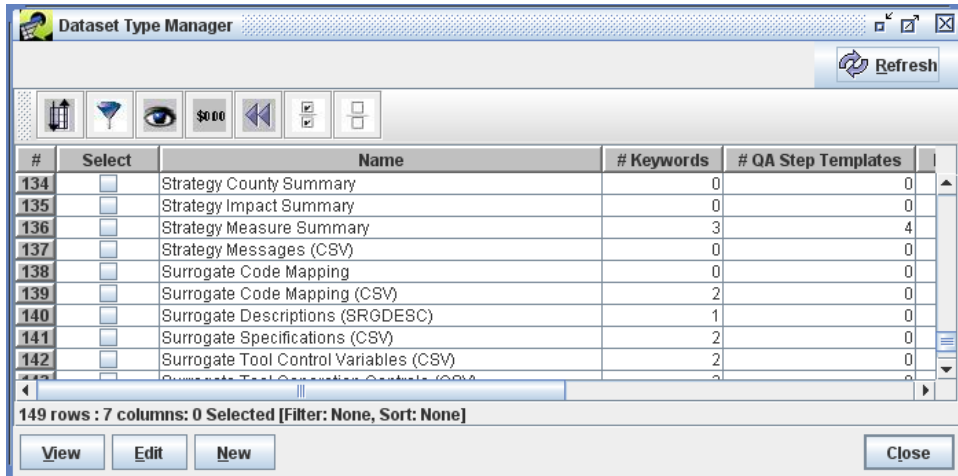 Dataset Type Manager
Refresh
$0.00
# Select Name # Keywords # QA Step Templates
134 Strategy County Summary 0 0
135 Strategy Impact Summary 0 0
136 Strategy Measure Summary 3 4
137 Strategy Messages (CSV) 0 0
138 Surrogate Code Mapping 0 0
139 Surrogate Code Mapping (CSV) 2 0
140 Surrogate Descriptions (SRGDESC) 1 0
141 Surrogate Specifications (CSV) 2 0
142 Surrogate Tool Control Variables (CSV) 2 0
149 rows : 7 columns: 0 Selected [Filter: None, Sort: None]
View Edit New Close